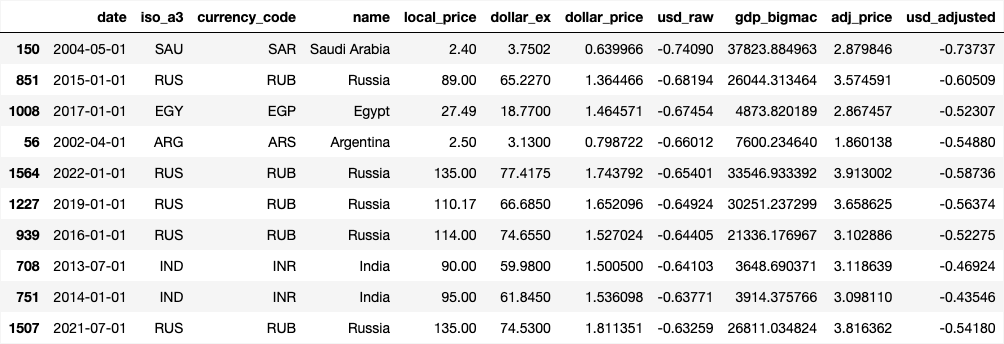 date iso_a3 currency_code name local_price dollar_ex dollar_price usd_raw gdp_bigmac adj_price usd_adjusted
150 2004-05-01 SAU SAR Saudi Arabia 2.40 3.7502 0.639966 -0.74090 37823.884963 2.879846 -0.73737
851 2015-01-01 RUS RUB Russia 89.00 65.2270 1.364466 -0.68194 26044.313464 3.574591 -0.60509
1008 2017-01-01 EGY EGP Egypt 27.49 18.7700 1.464571 -0.67454 4873.820189 2.867457 -0.52307
56 2002-04-01 ARG ARS Argentina 2.50 3.1300 0.798722 -0.66012 7600.234640 1.860138 -0.54880
1564 2022-01-01 RUS RUB Russia 135.00 77.4175 1.743792 -0.65401 33546.933392 3.913002 -0.58736
1227 2019-01-01 RUS RUB Russia 110.17 66.6850 1.652096 -0.64924 30251.237299 3.658625 -0.56374
939 2016-01-01 RUS RUB Russia 114.00 74.6550 1.527024 -0.64405 21336.176967 3.102886 -0.52275
708 2013-07-01 IND INR India 90.00 59.9800 1.500500 -0.64103 3648.690371 3.118639 -0.46924
751 2014-01-01 IND INR India 95.00 61.8450 1.536098 -0.63771 3914.375766 3.098110 -0.43546
1507 2021-07-01 RUS RUB Russia 135.00 74.5300 1.811351 -0.63259 26811.034824 3.816362 -0.54180